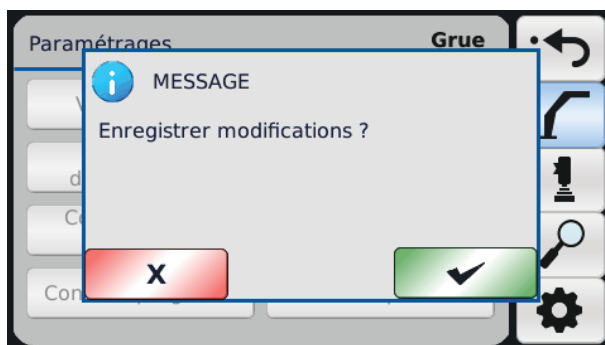 Paramétrages
Grue
MESSAGE
Enregistrer modifications ?
X